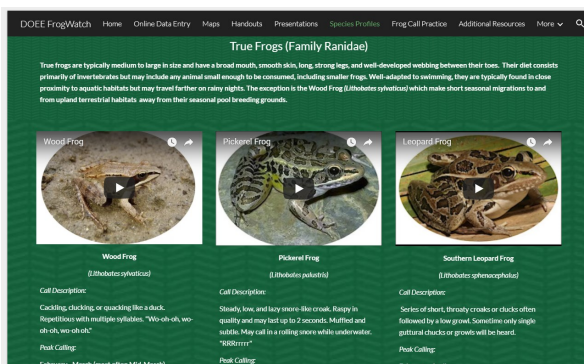 DOEE FrogWatch Home Online Data Entry Maps Handouts Presentations Species Profiles Frog Call Practice Additional Resources More
True Frogs (Family Ranidae)
True frogs are typically medium to large in size and have a broad mouth, smooth skin, long, strong legs, and well-developed webbing between their toes. Their diet consists
primarily of invertebrates but may include any animal small enough to be consumed, including smaller frogs. Well-adapted to swimming, they are typically found in close
proximity to aquatic habitats but may travel farther on rainy nights. The exception is the Wood Frog (Lithobates sylvaticus) which make short seasonal migrations to and
from upland terrestrial habitats away from their seasonal pool breeding grounds.
Wood Frog
Pickerel Frog
Leopard Frog
Wood Frog
(Lithobates sylvaticus)
Call Description:
Cackling, clucking, or quacking like a duck.
Repetitious with multiple syllables. "Wo-oh-oh, wo-
oh-oh, wo-oh oh."
Peak Calling:
February - March (most often Mid-March)
Pickerel Frog
(Lithobates palustris)
Call Description:
Steady, low, and lazy snore-like croak. Raspy in
quality and may last up to 2 seconds. Muffled and
subtle. May call in a rolling snore while underwater.
"RRRrrrrr"
Peak Calling:
Southern Leopard Frog
(Lithobates sphenocephalus)
Call Description:
Series of short, throaty croaks or clucks often
followed by a low growl. Sometime only single
guttural clucks or growls will be heard.
Peak Calling: